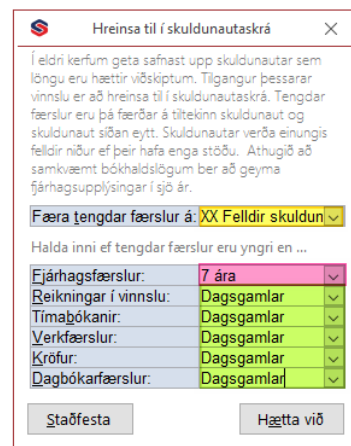 Hreinsa til í skuldunautaskrá
Í eldri kerfum geta safnast upp skuldunautar sem
löngu eru hættir viðskiptum. Tilgangur þessarar
vinnslu er að hreinsa til í skuldunautaskrá. Tengdar
færslur eru þá færðar á tiltekinn skuldunaut og
skuldunaut síðan eytt. Skuldunautar verða einungis
felldir niður ef þeir hafa enga stöðu. Athugið að
samkvæmt bókhaldslögum ber að geyma
fjárhagsupplýsingar í sjö ár.
Færa tengdar færslur á: XX Felldir skuldun
Halda inni ef tengdar færslur eru yngri en ...
Fjárhagsfærslur: 7 ára
Reikningar í vinnslu: Dagsgamlar
Tímabókanir: Dagsgamlar
Verkfærslur: Dagsgamlar
Kröfur: Dagsgamlar
Dagbókarfærslur: Dagsgamlar
Staðfesta Hætta við